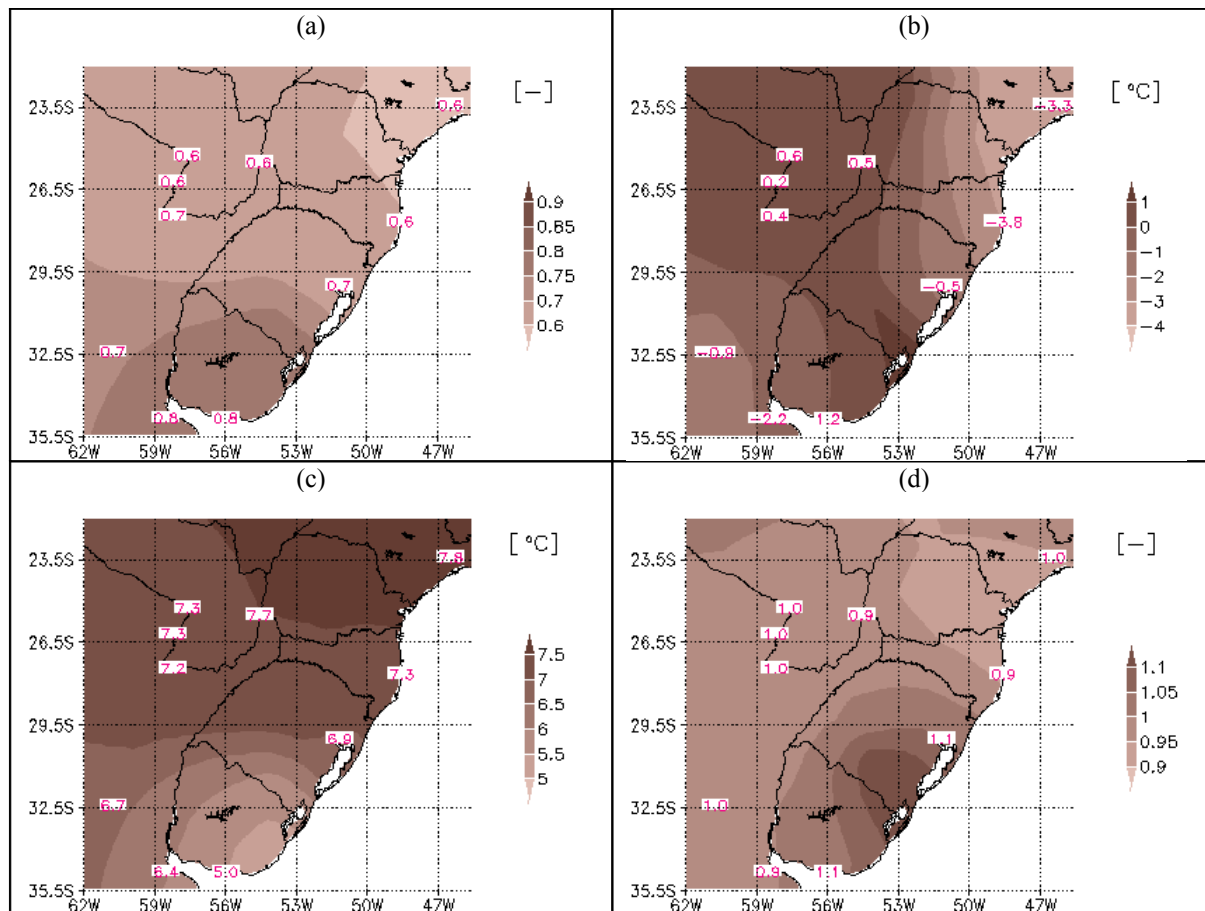 (a)
[−]
23.5S
26.5S
29.5S
32.5S
35.5S
62W 59W 56W 53W 50W 47W
0.6
0.6
0.6
0.6
0.7
0.6
0.7
0.7
0.8 0.8
0.9
0.85
0.8
0.75
0.7
0.6
(b)
[°C]
23.5S
26.5S
29.5S
32.5S
35.5S
62W 59W 56W 53W 50W 47W
−3.3
0.6
0.5
0.2
0.4
−3.8
−0.5
−2.2 1.2
1
0
−1
−2
−3
−4
(c)
[°C]
23.5S
26.5S
29.5S
32.5S
35.5S
62W 59W 56W 53W 50W 47W
7.8
7.3
7.7
7.3
7.2
7.3
6.9
6.7
6.4 5.0
7.5
7
6.5
6
5.5
5
(d)
[−]
23.5S
26.5S
29.5S
32.5S
35.5S
62W 59W 56W 53W 50W 47W
1.0
1.0
0.9
1.0
1.0
0.9
1.1
1.0
0.9 1.1
1.1
1.05
1
0.95
0.9